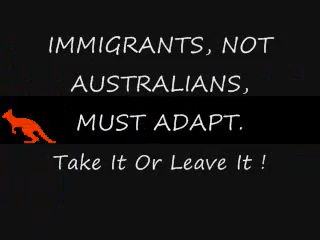 IMMIGRANTS, NOT
AUSTRALIANS,
MUST ADAPT.
Take It Or Leave It !